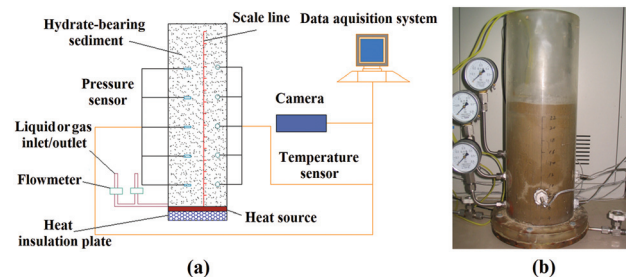 (a)
Hydrate-bearing
sediment
Scale line
Data aquisition system
Pressure
sensor
Camera
Liquid or gas
inlet/outlet
Temperature
sensor
Flowmeter
Heat
insulation plate
Heat source
(a)
(b)